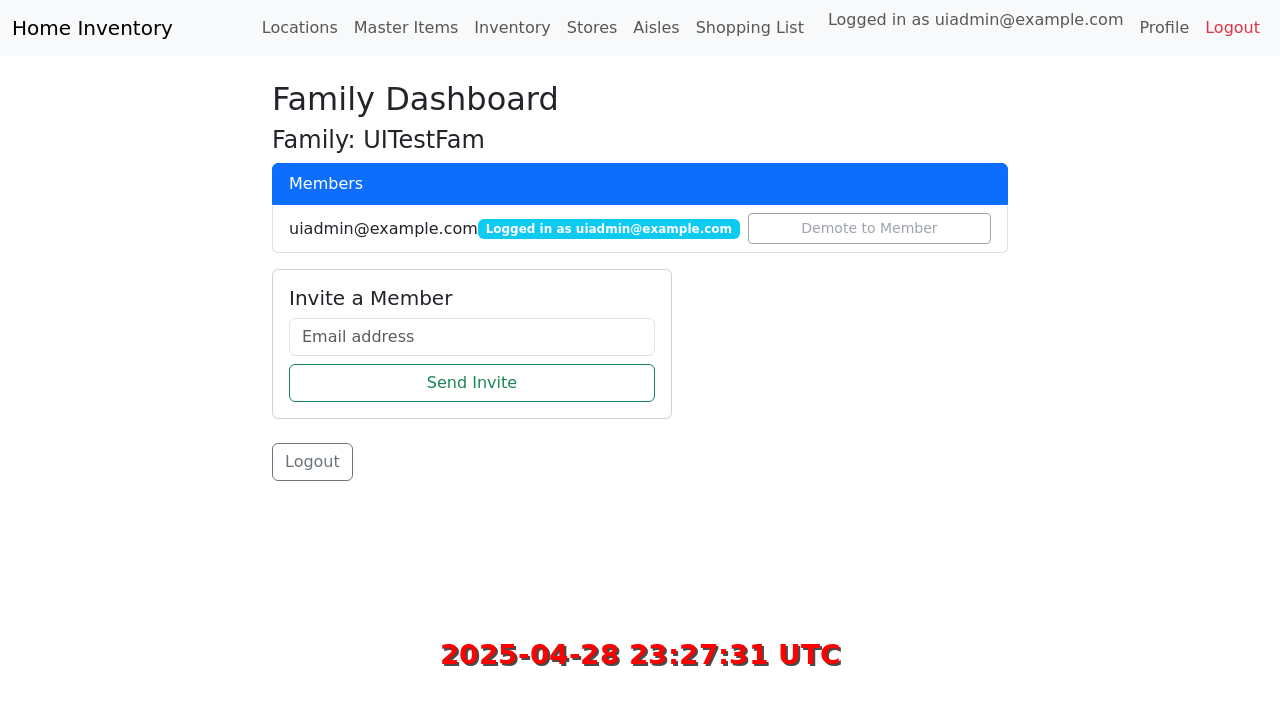 Home Inventory Locations Master Items Inventory Stores Aisles Shopping List Logged in as uiadmin@example.com Profile Logout
Family Dashboard
Family: UITestFam
Members
uiadmin@example.com Logged in as uiadmin@example.com Demote to Member
Invite a Member
Email address
Send Invite
Logout
2025-04-28 23:27:31 UTC